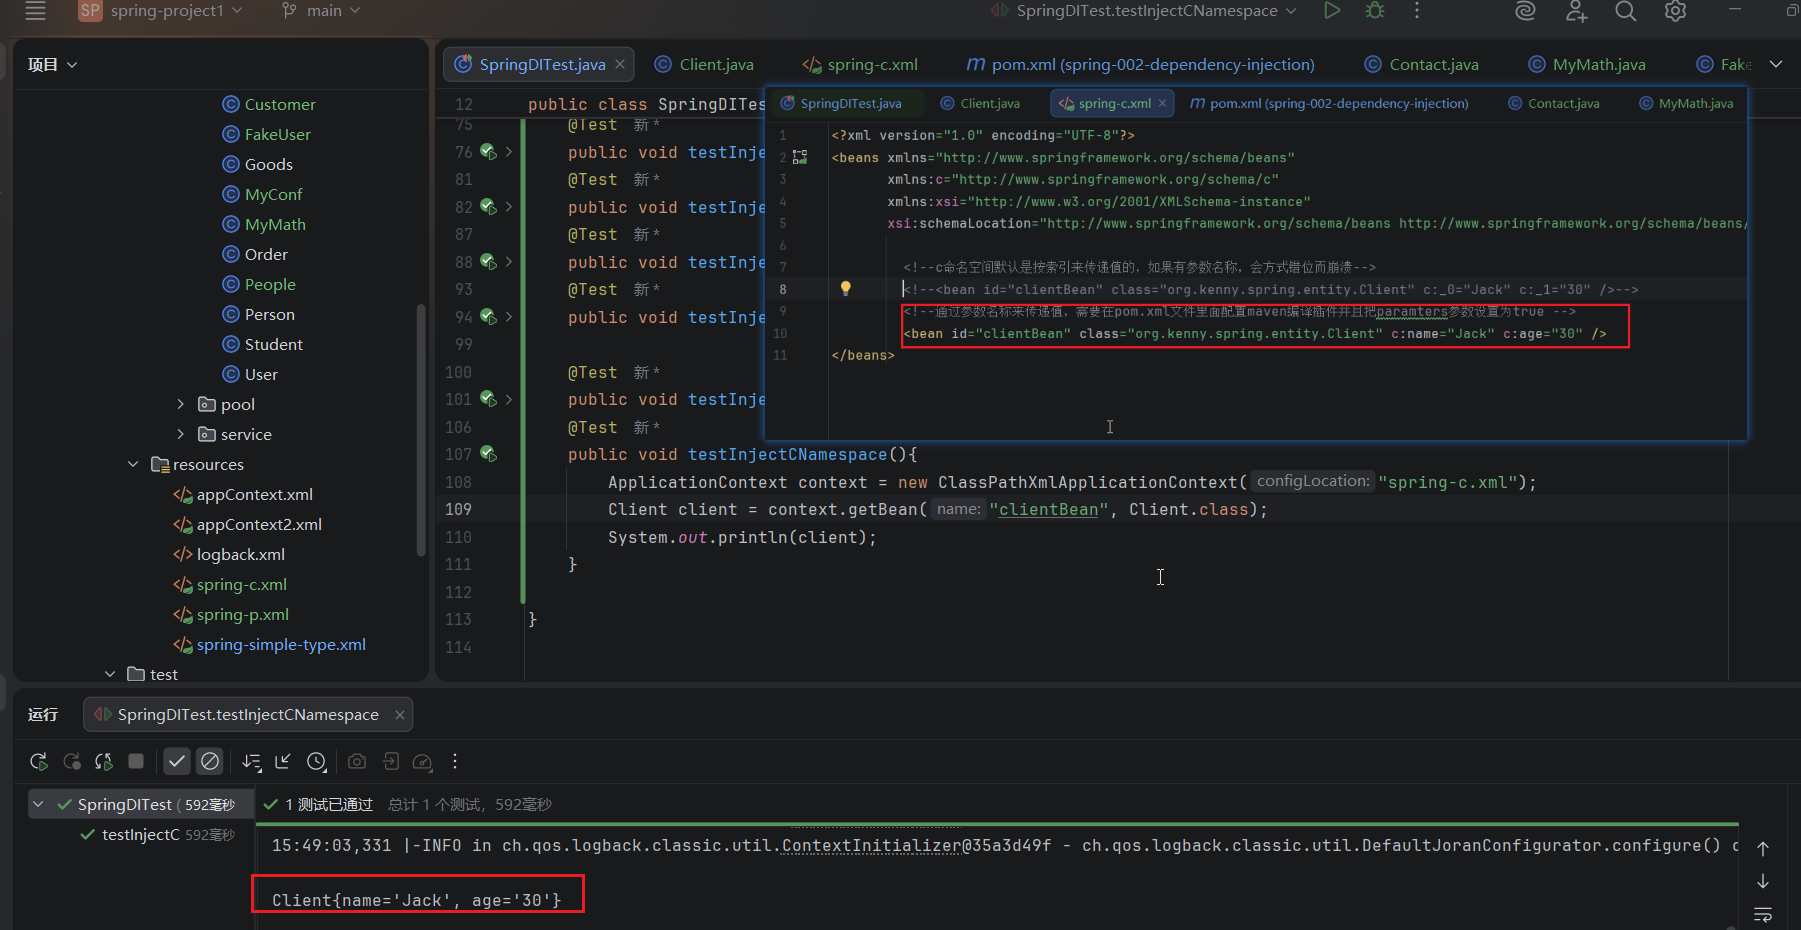 SP spring-project1 main SpringDITest.testInjectCNamespace
项目
SpringDITest.java Client.java spring-c.xml pom.xml (spring-002-dependency-injection) Contact.java MyMath.java Fake
Customer
FakeUser
Goods
MyConf
MyMath
Order
People
Person
Student
User
pool
service
resources
appContext.xml
appContext2.xml
logback.xml
spring-c.xml
spring-p.xml
spring-simple-type.xml
test
12 public class SpringDITes
75 @Test 新 *
76 public void testInje
81 @Test 新 *
82 public void testInje
87 @Test 新 *
88 public void testInje
93 @Test 新 *
94 public void testInje
99
100 @Test 新 *
101 public void testInje
106 @Test 新 *
107 public void testInjectCNamespace(){
108 ApplicationContext context = new ClassPathXmlApplicationContext( configLocation: "spring-c.xml");
109 Client client = context.getBean( name: "clientBean", Client.class);
110 System.out.println(client);
111 }
112
113 }
114
SpringDITest.java Client.java spring-c.xml pom.xml (spring-002-dependency-injection) Contact.java MyMath.java
1 <?xml version="1.0" encoding="UTF-8"?>
2 <beans xmlns="http://www.springframework.org/schema/beans"
3 xmlns:c="http://www.springframework.org/schema/c"
4 xmlns:xsi="http://www.w3.org/2001/XMLSchema-instance"
5 xsi:schemaLocation="http://www.springframework.org/schema/beans http://www.springframework.org/schema/beans/
6
7 <!--c命名空间默认是按索引来传递值的，如果有参数名称，会方式错位而崩溃-->
8 <!--<bean id="clientBean" class="org.kenny.spring.entity.Client" c:_0="Jack" c:_1="30" />-->
9 <!--通过参数名称来传递值，需要在pom.xml文件里面配置maven编译插件并且把paramters参数设置为true -->
10 <bean id="clientBean" class="org.kenny.spring.entity.Client" c:name="Jack" c:age="30" />
11 </beans>
运行 SpringDITest.testInjectCNamespace
SpringDITest ( 592毫秒
testInjectC 592毫秒
1 测试已通过 总计 1 个测试，592毫秒
15:49:03,331 |-INFO in ch.qos.logback.classic.util.ContextInitializer@35a3d49f - ch.qos.logback.classic.util.DefaultJoranConfigurator.configure() c
Client{name='Jack', age='30'}